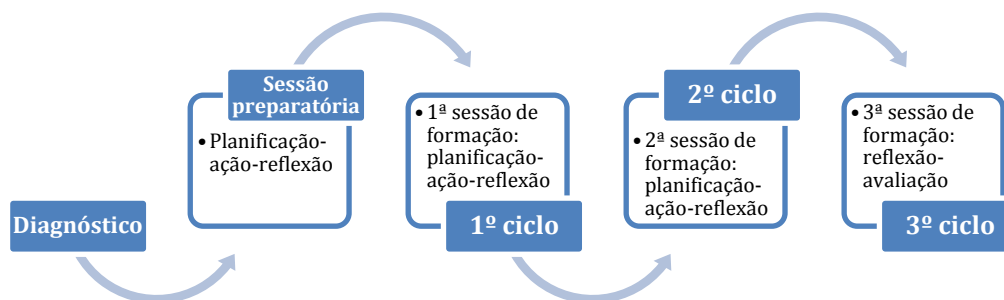 Diagnóstico
Sessão
preparatória
• Planificação-
ação-reflexão
• 1ª sessão de
formação:
planificação-
ação-reflexão
1º ciclo
2º ciclo
• 2ª sessão de
formação:
planificação-
ação-reflexão
• 3ª sessão de
formação:
reflexão-
avaliação
3º ciclo